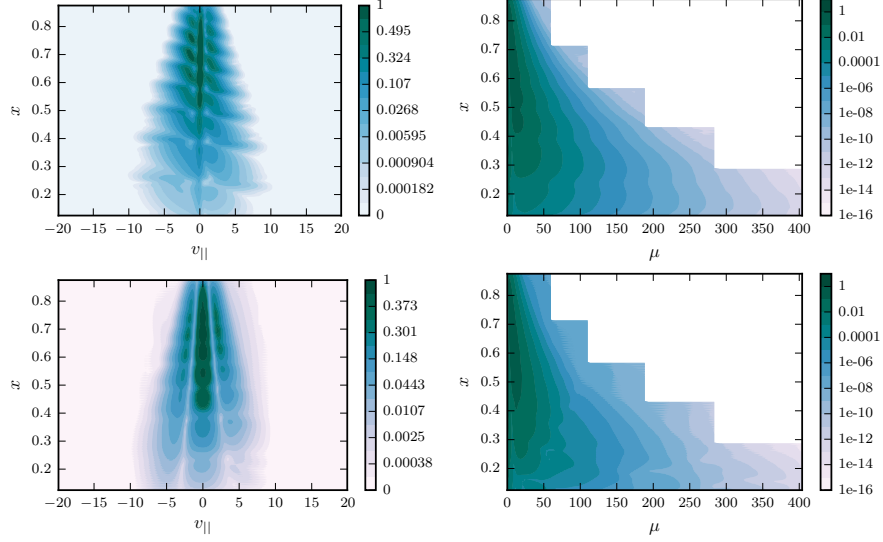 0.8
0.7
0.6
0.5
0.4
0.3
0.2
x
−20 −15 −10 −5 0 5 10 15 20
v||
1
0.495
0.324
0.107
0.0268
0.00595
0.000904
0.000182
0
0.8
0.7
0.6
0.5
0.4
0.3
0.2
x
0 50 100 150 200 250 300 350 400
μ
1
0.01
0.0001
1e-06
1e-08
1e-10
1e-12
1e-14
1e-16
0.8
0.7
0.6
0.5
0.4
0.3
0.2
x
−20 −15 −10 −5 0 5 10 15 20
v||
1
0.373
0.301
0.148
0.0443
0.0107
0.0025
0.00038
0
0.8
0.7
0.6
0.5
0.4
0.3
0.2
x
0 50 100 150 200 250 300 350 400
μ
1
0.01
0.0001
1e-06
1e-08
1e-10
1e-12
1e-14
1e-16